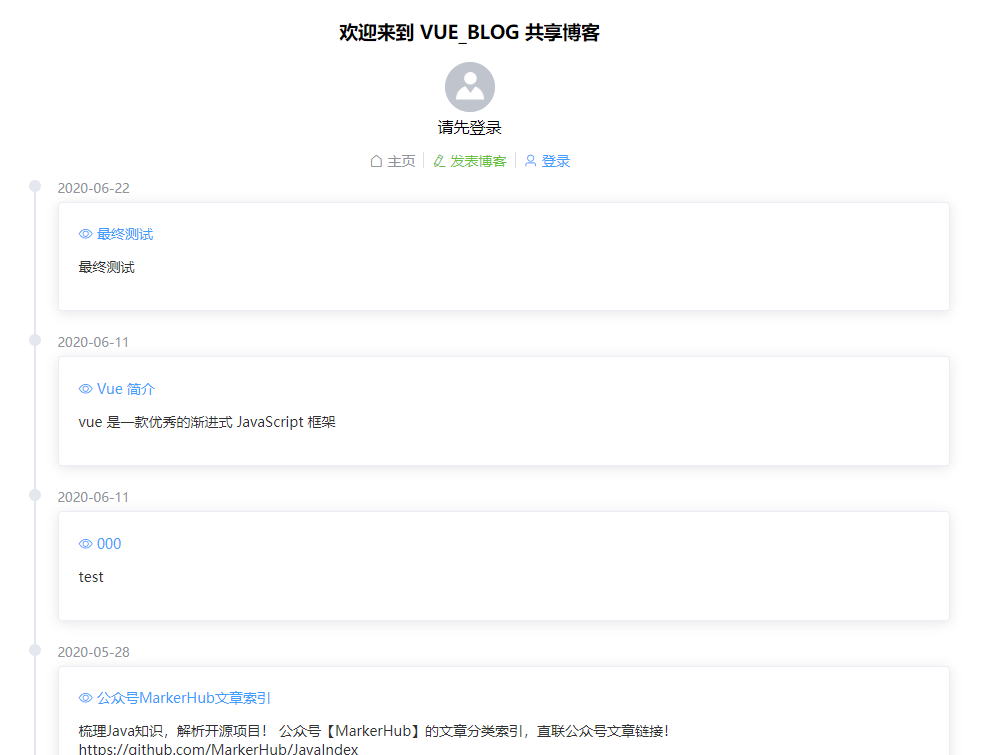 欢迎来到 VUE_BLOG 共享博客
请先登录
主页 发表博客 登录
2020-06-22
最终测试
最终测试
2020-06-11
Vue 简介
vue 是一款优秀的渐进式 JavaScript 框架
2020-06-11
000
test
2020-05-28
公众号MarkerHub文章索引
梳理Java知识，解析开源项目！ 公众号【MarkerHub】的文章分类索引，直联公众号文章链接！
https://github.com/MarkerHub/JavaIndex